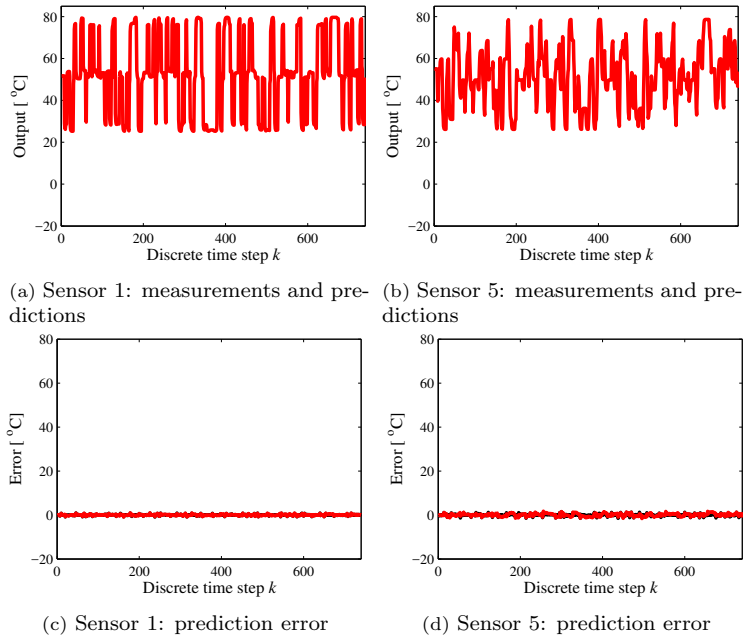 80
60
40
20
0
−20
Output [ °C]
0 200 400 600
Discrete time step k
(a) Sensor 1: measurements and pre-
dictions
80
60
40
20
0
−20
Output [ °C]
0 200 400 600
Discrete time step k
(b) Sensor 5: measurements and pre-
dictions
80
60
40
20
0
−20
Error [ °C]
0 200 400 600
Discrete time step k
(c) Sensor 1: prediction error
80
60
40
20
0
−20
Error [ °C]
0 200 400 600
Discrete time step k
(d) Sensor 5: prediction error